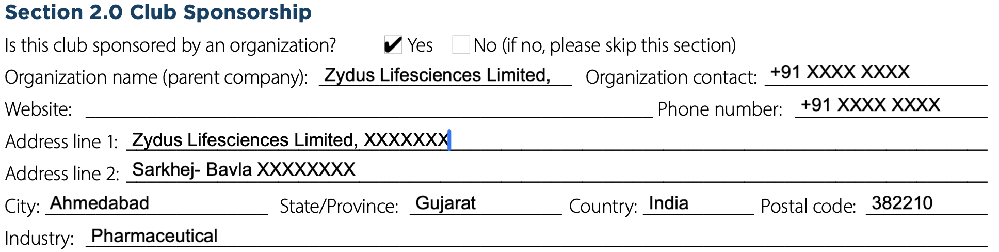 Section 2.0 Club Sponsorship
Is this club sponsored by an organization? ✔ Yes No (if no, please skip this section)
Organization name (parent company): Zydus Lifesciences Limited, Organization contact: +91 XXXX XXXX
Website: Phone number: +91 XXXX XXXX
Address line 1: Zydus Lifesciences Limited, XXXXXXX
Address line 2: Sarkhej- Bavla XXXXXXXX
City: Ahmedabad State/Province: Gujarat Country: India Postal code: 382210
Industry: Pharmaceutical